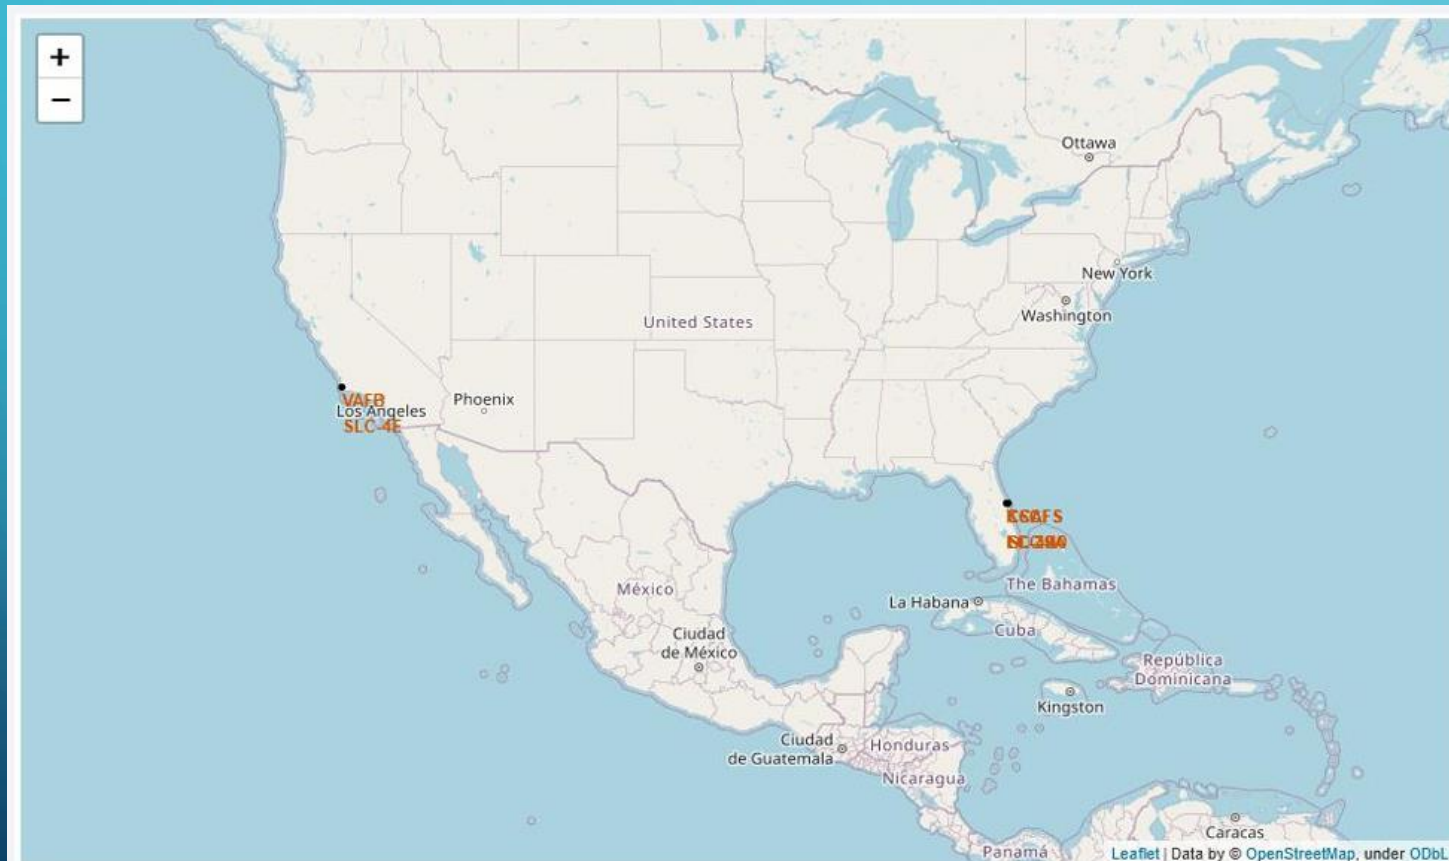 +
−
Ottawa
New York
Washington
United States
VAFB
Los Angeles
SLC-4E
Phoenix
The Bahamas
México
La Habana
Cuba
Ciudad
de México
República
Dominicana
Kingston
Ciudad
de Guatemala
Honduras
Nicaragua
Caracas
Panamá
Leaflet | Data by © OpenStreetMap, under ODbL